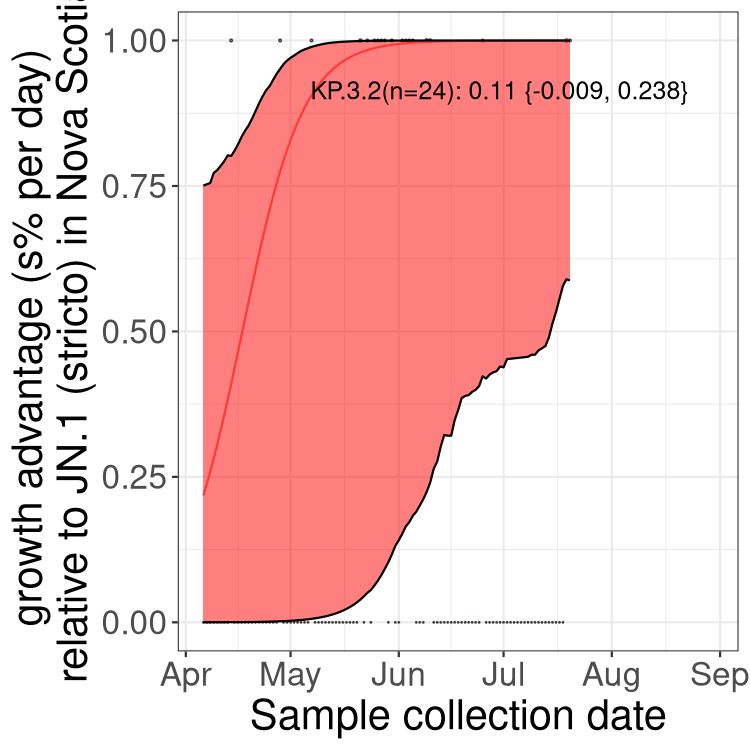 growth advantage (s% per day)
relative to JN.1 (stricto) in Nova Scotia
1.00
0.75
0.50
0.25
0.00
KP.3.2(n=24): 0.11 {-0.009, 0.238}
Apr May Jun Jul Aug Sep
Sample collection date